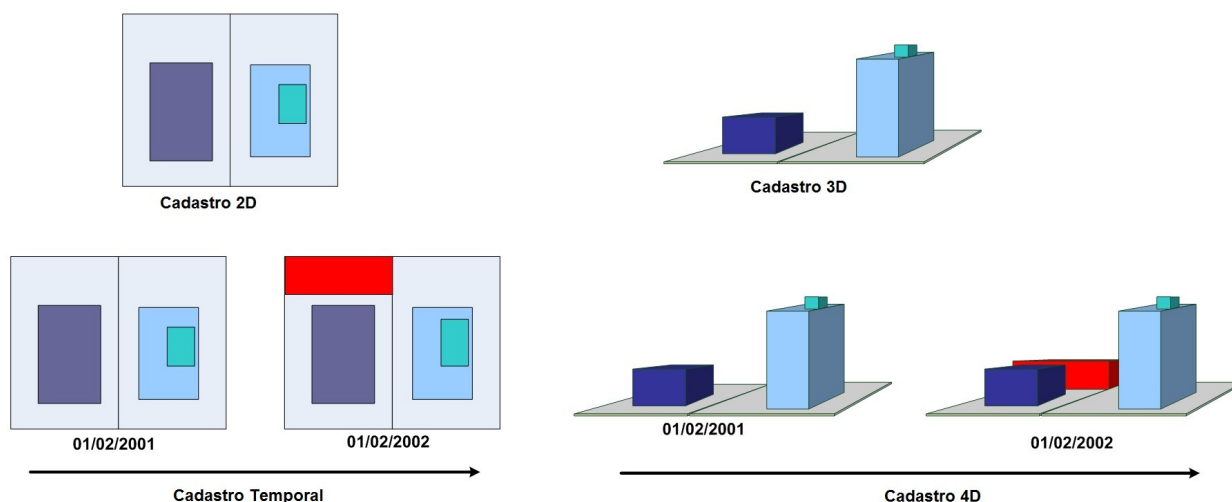 Cadastro 2D
Cadastro 3D
01/02/2001
01/02/2002
Cadastro Temporal
01/02/2001
01/02/2002
Cadastro 4D